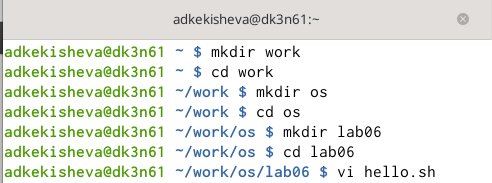 adkekisheva@dk3n61:~
adkekisheva@dk3n61 ~ $ mkdir work
adkekisheva@dk3n61 ~ $ cd work
adkekisheva@dk3n61 ~/work $ mkdir os
adkekisheva@dk3n61 ~/work $ cd os
adkekisheva@dk3n61 ~/work/os $ mkdir lab06
adkekisheva@dk3n61 ~/work/os $ cd lab06
adkekisheva@dk3n61 ~/work/os/lab06 $ vi hello.sh